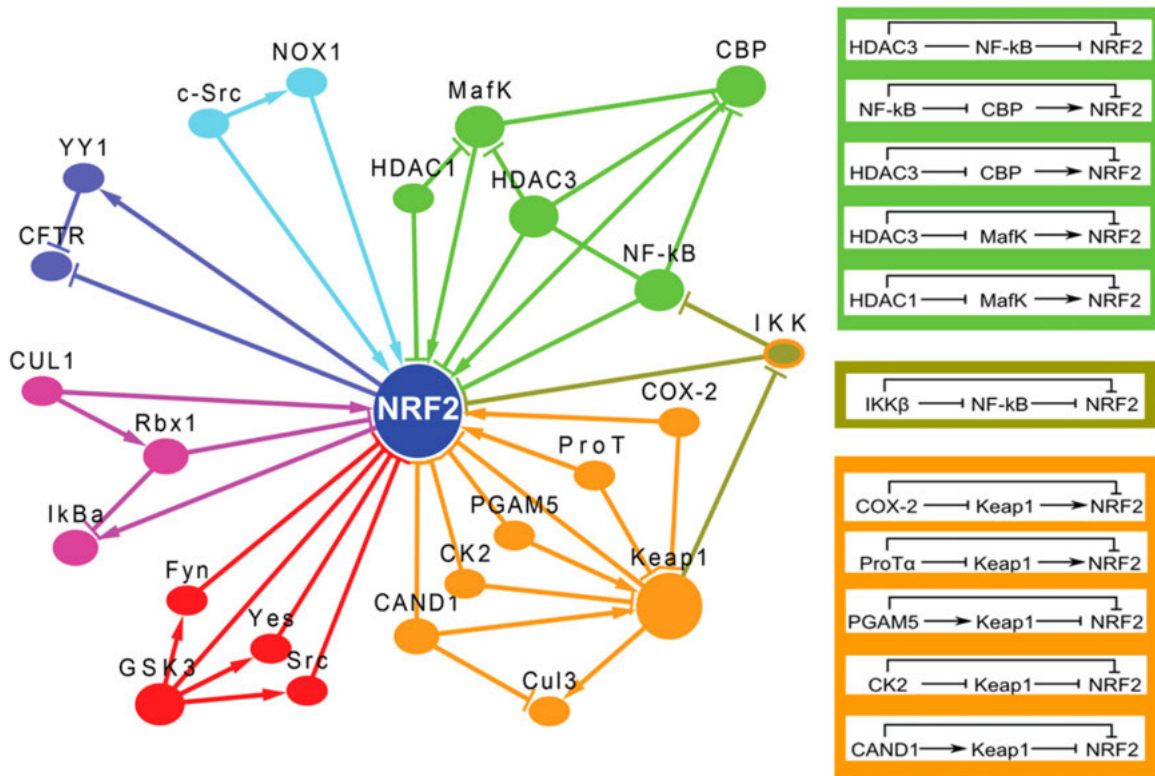 NOX1
CBP
c-Src
MafK
YY1
HDAC1
HDAC3
CFTR
NF-kB
IKK
CUL1
NRF2
COX-2
Rbx1
ProT
PGAM5
IkBa
CK2
Keap1
Fyn
CAND1
Yes
GSK3
Src
Cul3
HDAC3 NF-kB NRF2
NF-kB CBP NRF2
HDAC3 CBP NRF2
HDAC3 MafK NRF2
HDAC1 MafK NRF2
IKKβ NF-kB NRF2
COX-2 Keap1 NRF2
ProTα Keap1 NRF2
PGAM5 Keap1 NRF2
CK2 Keap1 NRF2
CAND1 Keap1 NRF2